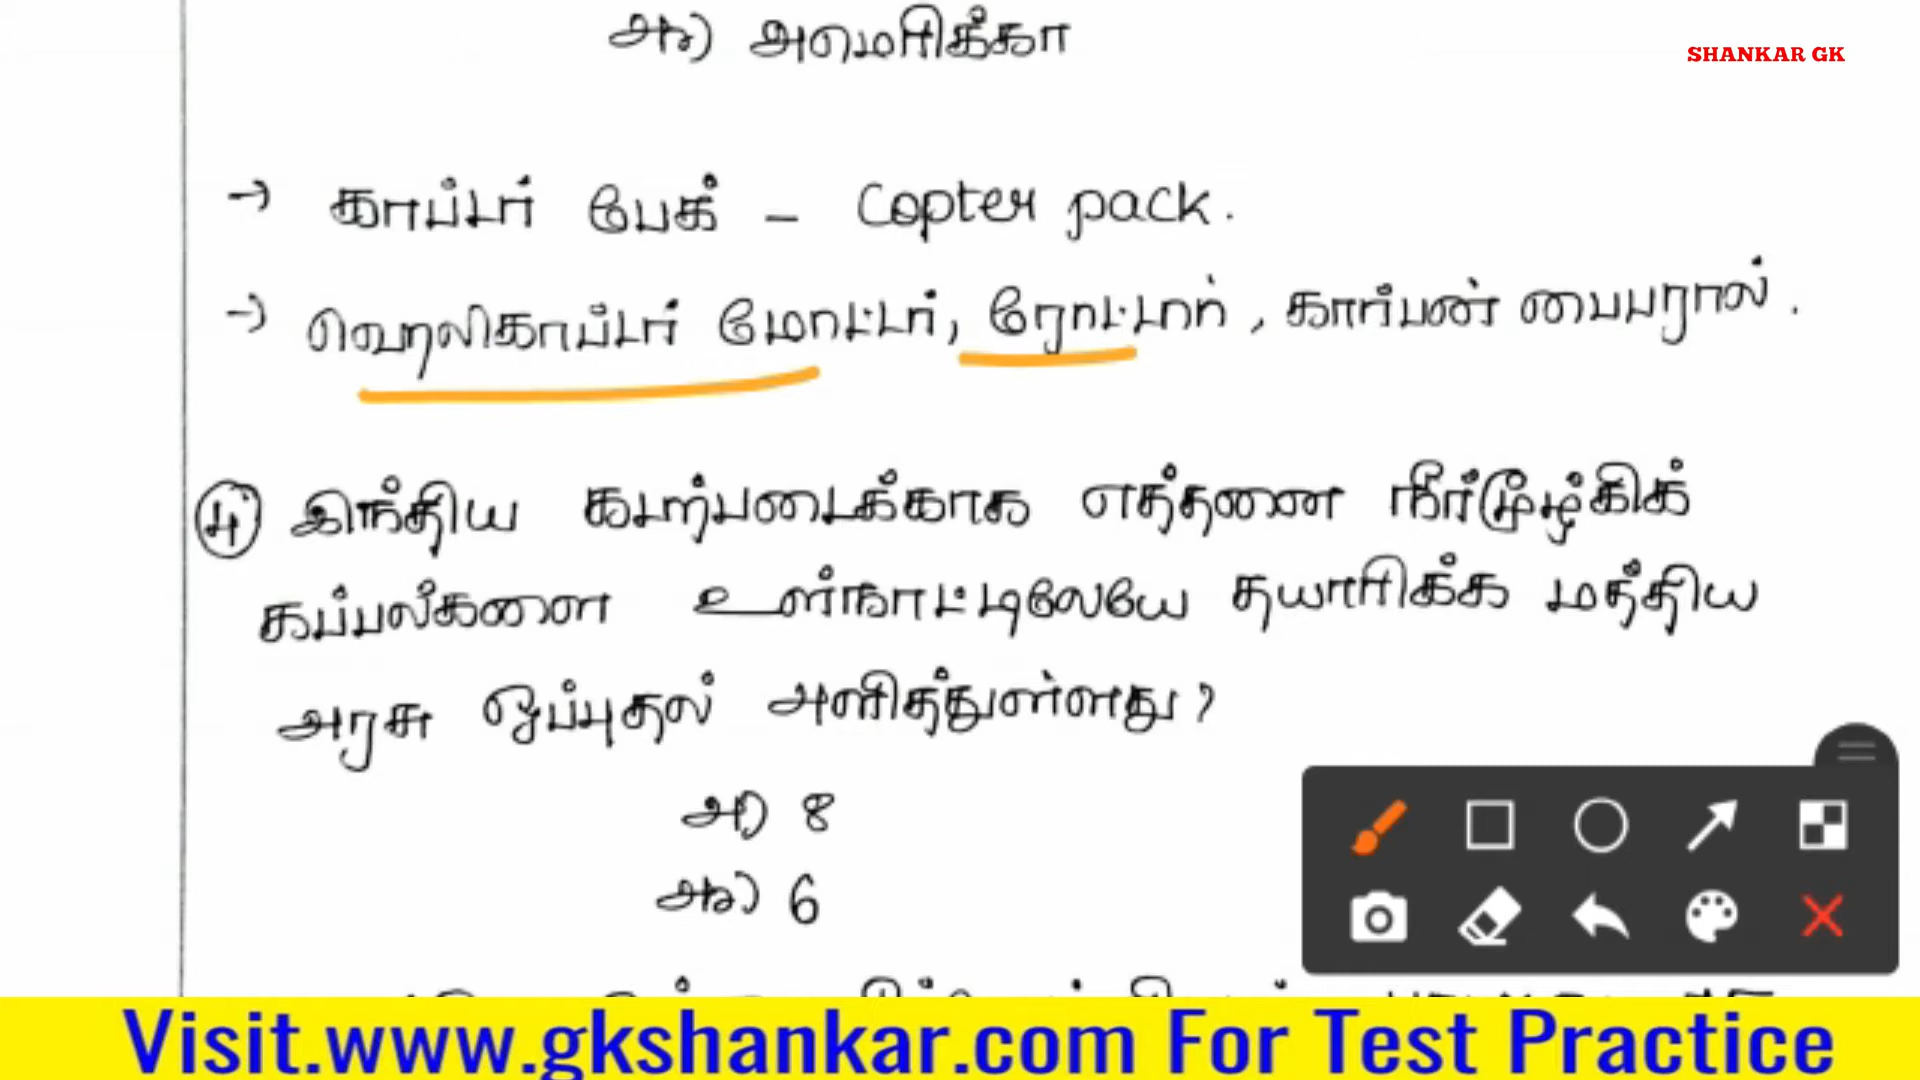 ஆ) அமெரிக்கா
SHANKAR GK
→ காப்டர் பேக் – Copter pack.
→ ஹெலிகாப்டர் மோட்டார், ரோட்டார், கார்பன் பைபரால்.
4) இந்திய கடற்படைக்காக எத்தனை நீர்மூழ்கிக்
கப்பல்களை உள்நாட்டிலேயே தயாரிக்க மத்திய
அரசு ஒப்புதல் அளித்துள்ளது?
அ) 8
ஆ) 6
Visit.www.gkshankar.com For Test Practice